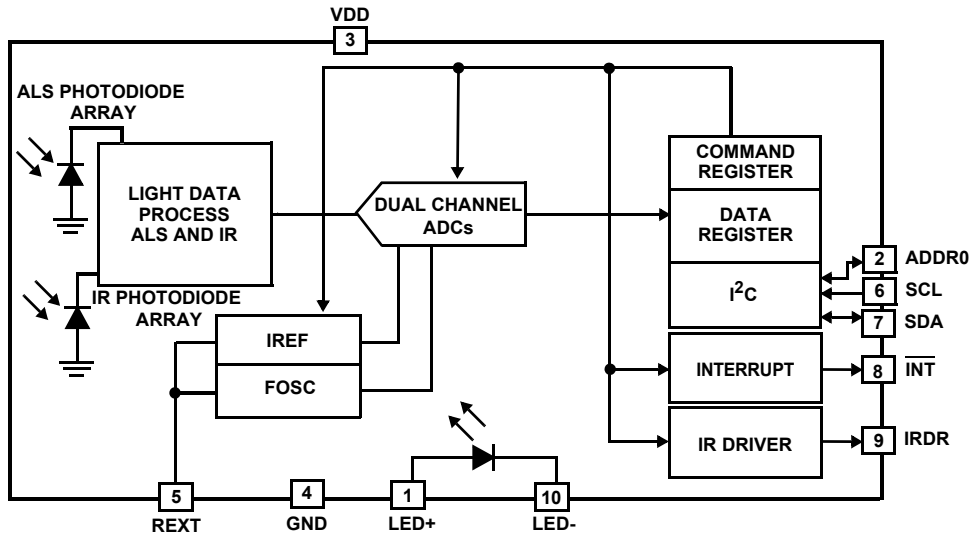 VDD
3
ALS PHOTODIODE
ARRAY
LIGHT DATA
PROCESS
ALS AND IR
DUAL CHANNEL
ADCs
COMMAND
REGISTER
DATA
REGISTER
I²C
2 ADDR0
6 SCL
7 SDA
IR PHOTODIODE
ARRAY
IREF
FOSC
INTERRUPT
8 I̅N̅T̅
IR DRIVER
9 IRDR
5
REXT
4
GND
1
LED+
10
LED-